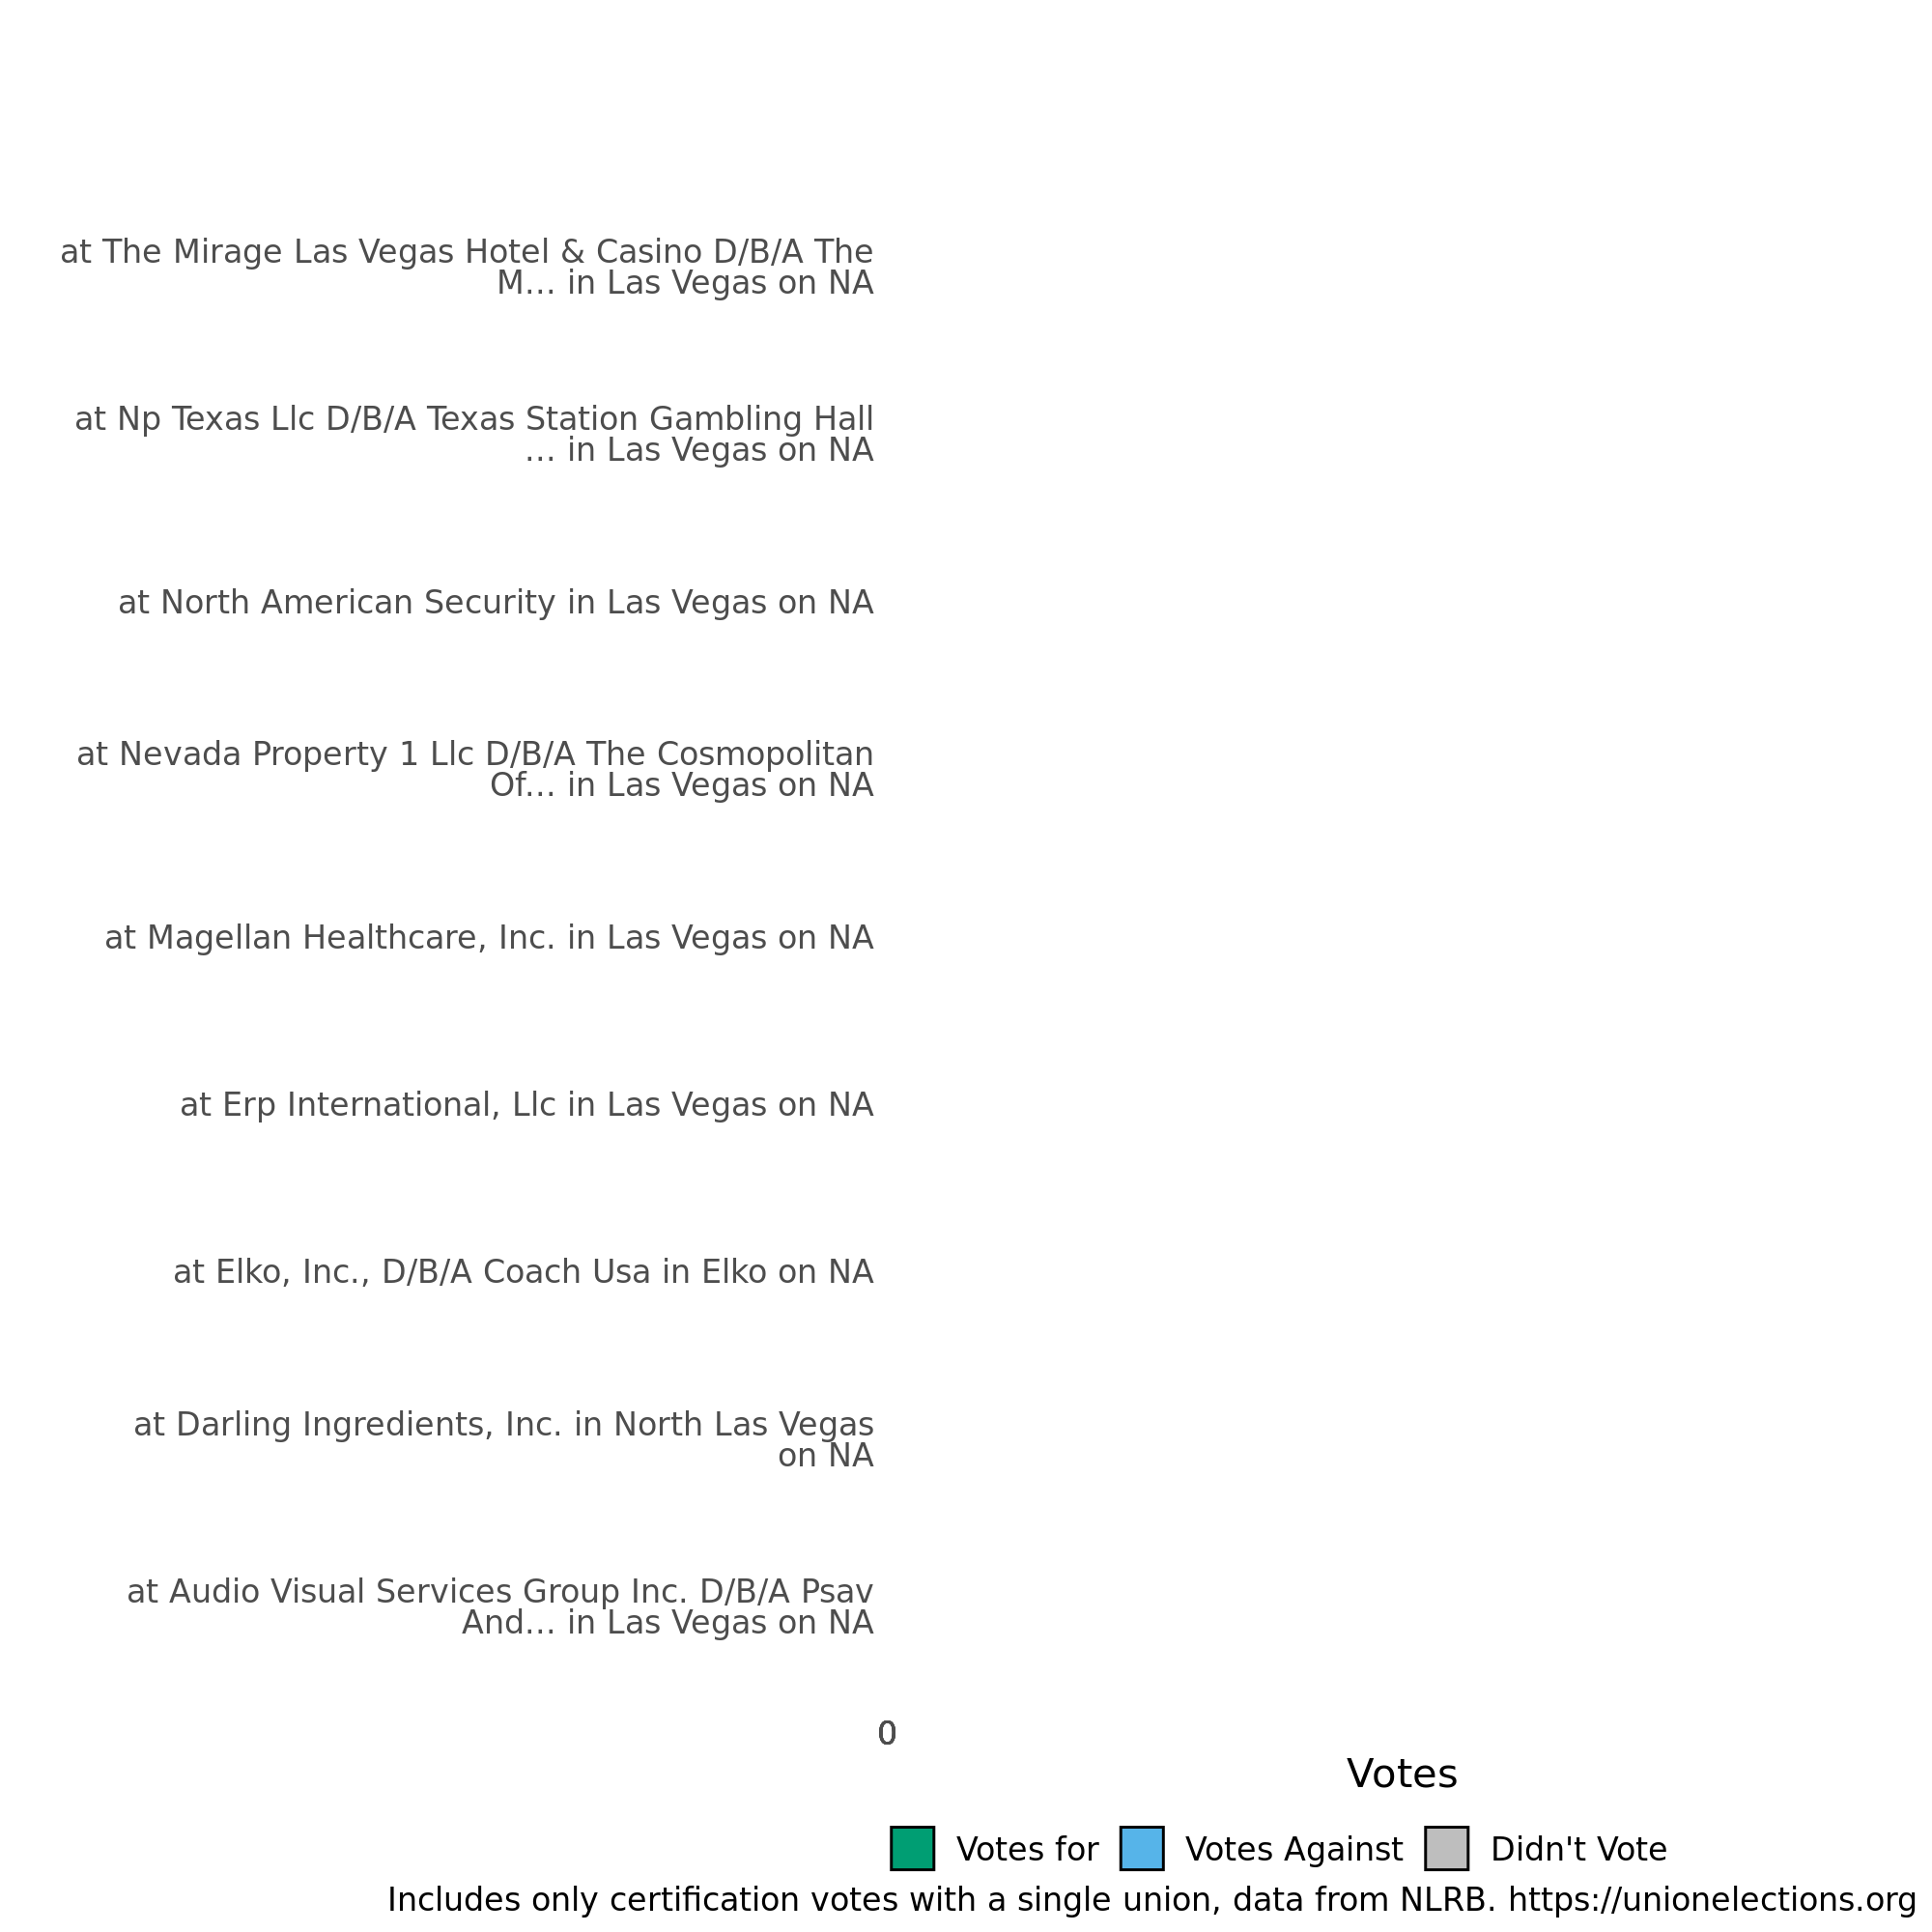 at The Mirage Las Vegas Hotel & Casino D/B/A The
M... in Las Vegas on NA
at Np Texas Llc D/B/A Texas Station Gambling Hall
... in Las Vegas on NA
at North American Security in Las Vegas on NA
at Nevada Property 1 Llc D/B/A The Cosmopolitan
Of... in Las Vegas on NA
at Magellan Healthcare, Inc. in Las Vegas on NA
at Erp International, Llc in Las Vegas on NA
at Elko, Inc., D/B/A Coach Usa in Elko on NA
at Darling Ingredients, Inc. in North Las Vegas
on NA
at Audio Visual Services Group Inc. D/B/A Psav
And... in Las Vegas on NA
0
Votes
Votes for Votes Against Didn't Vote
Includes only certification votes with a single union, data from NLRB. https://unionelections.org